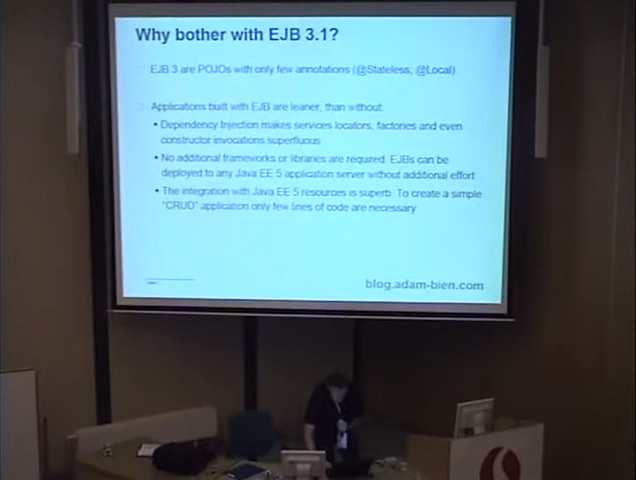 Why bother with EJB 3.1?
EJB 3 are POJOs with only few annotations (@Stateless, @Local)
Applications built with EJB are leaner, than without:
• Dependency Injection makes services locators, factories and even
constructor invocations superfluous
• No additional frameworks or libraries are required. EJBs can be
deployed to any Java EE 5 application server without additional effort
• The integration with Java EE 5 resources is superb. To create a simple
"CRUD" application only few lines of code are necessary
blog.adam-bien.com